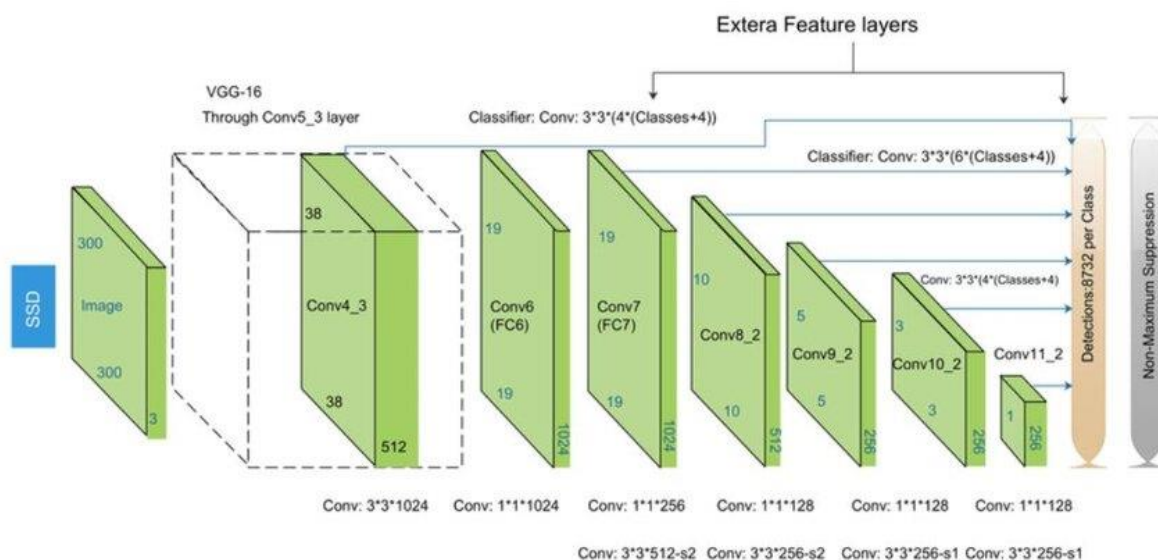 Extera Feature layers
VGG-16
Through Conv5_3 layer
Classifier: Conv: 3*3*(4*(Classes+4))
Classifier: Conv: 3*3*(6*(Classes+4))
SSD
300
Image
300
3
38
Conv4_3
38
512
19
Conv6
(FC6)
19
1024
19
Conv7
(FC7)
19
1024
10
Conv8_2
10
512
5
Conv9_2
5
256
Conv: 3*3*(4*(Classes+4)
3
Conv10_2
3
256
Conv11_2
1
256
Detections:8732 per Class
Non-Maximum Suppression
Conv: 3*3*1024
Conv: 1*1*1024
Conv: 1*1*256
Conv: 1*1*128
Conv: 1*1*128
Conv: 1*1*128
Conv: 3*3*512-s2
Conv: 3*3*256-s2
Conv: 3*3*256-s1
Conv: 3*3*256-s1